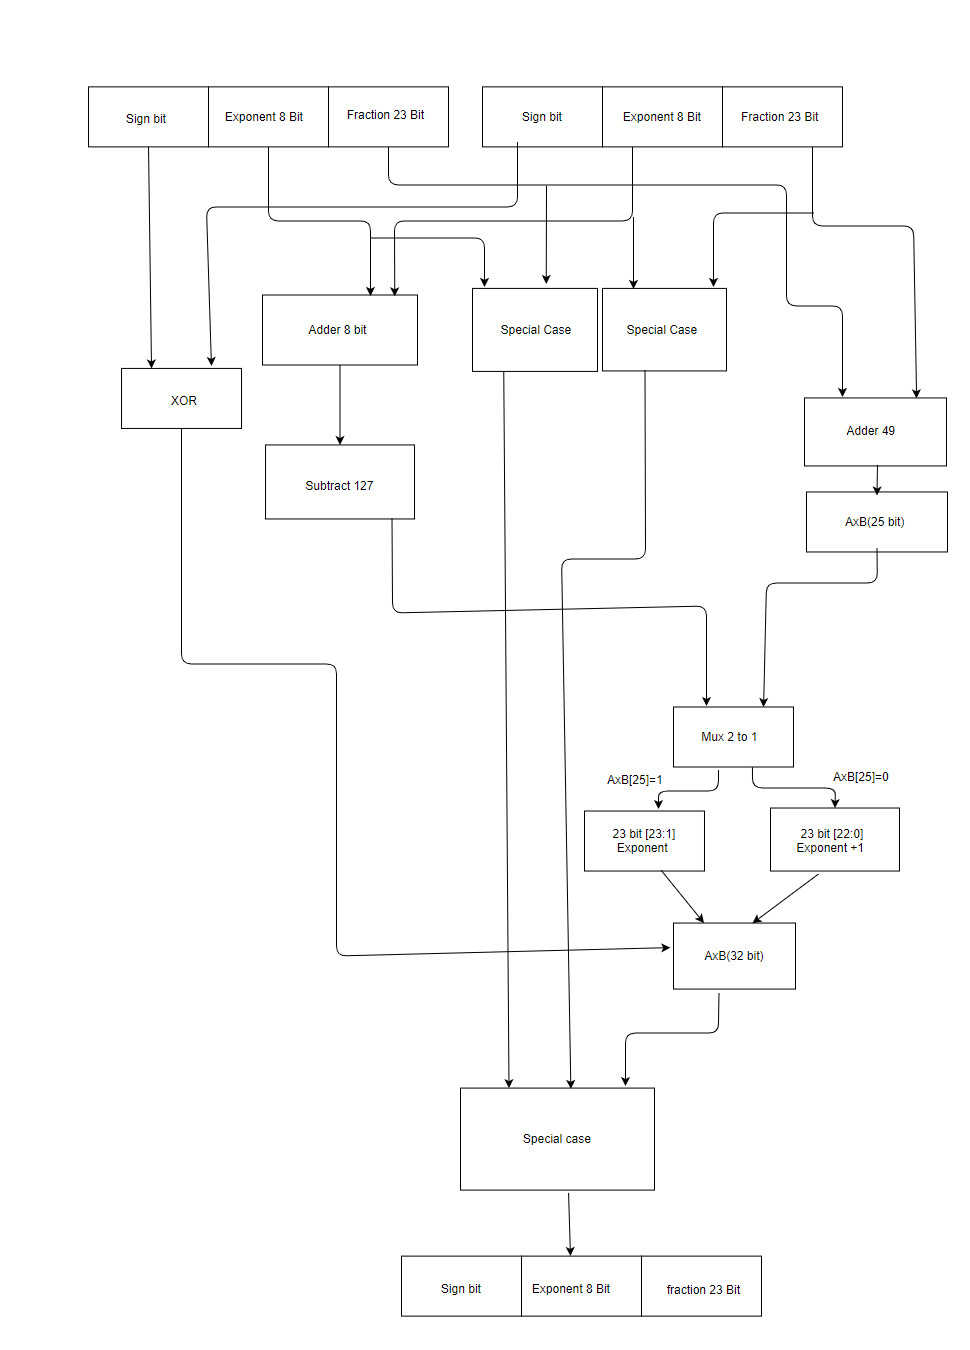 Sign bit
Exponent 8 Bit
Fraction 23 Bit
Sign bit
Exponent 8 Bit
Fraction 23 Bit
Adder 8 bit
Special Case
Special Case
XOR
Adder 49
Subtract 127
AxB(25 bit)
Mux 2 to 1
AxB[25]=1
AxB[25]=0
23 bit [23:1]
Exponent
23 bit [22:0]
Exponent +1
AxB(32 bit)
Special case
Sign bit
Exponent 8 Bit
fraction 23 Bit